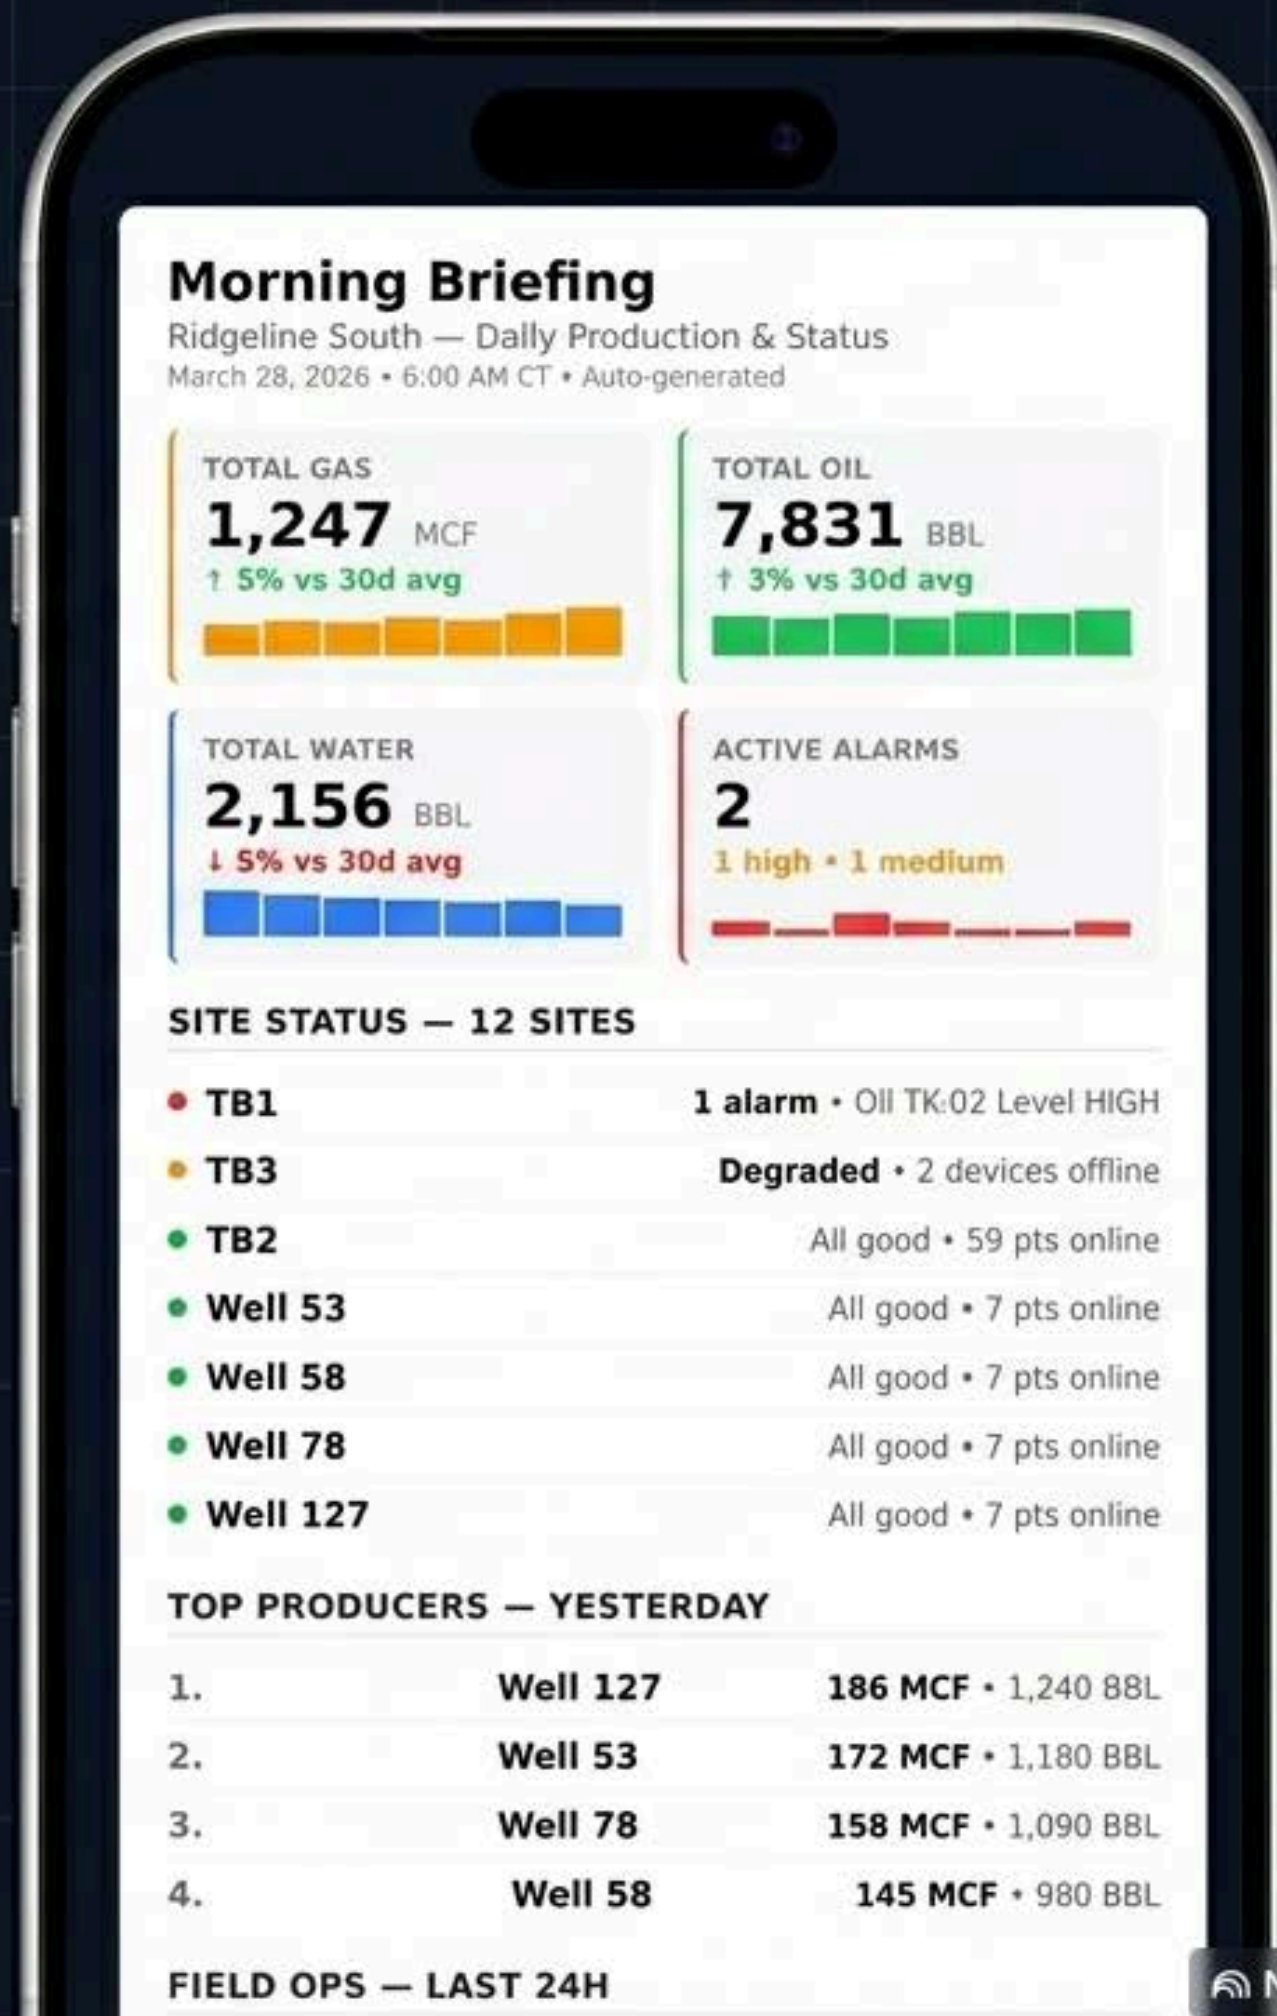 Morning Briefing
Ridgeline South — Daily Production & Status
March 28, 2026 • 6:00 AM CT • Auto-generated
TOTAL GAS
1,247 MCF
↑ 5% vs 30d avg
TOTAL OIL
7,831 BBL
↑ 3% vs 30d avg
TOTAL WATER
2,156 BBL
↓ 5% vs 30d avg
ACTIVE ALARMS
2
1 high • 1 medium
SITE STATUS — 12 SITES
TB1 1 alarm • Oil TK-02 Level HIGH
TB3 Degraded • 2 devices offline
TB2 All good • 59 pts online
Well 53 All good • 7 pts online
Well 58 All good • 7 pts online
Well 78 All good • 7 pts online
Well 127 All good • 7 pts online
TOP PRODUCERS — YESTERDAY
1. Well 127 186 MCF • 1,240 BBL
2. Well 53 172 MCF • 1,180 BBL
3. Well 78 158 MCF • 1,090 BBL
4. Well 58 145 MCF • 980 BBL
FIELD OPS — LAST 24H